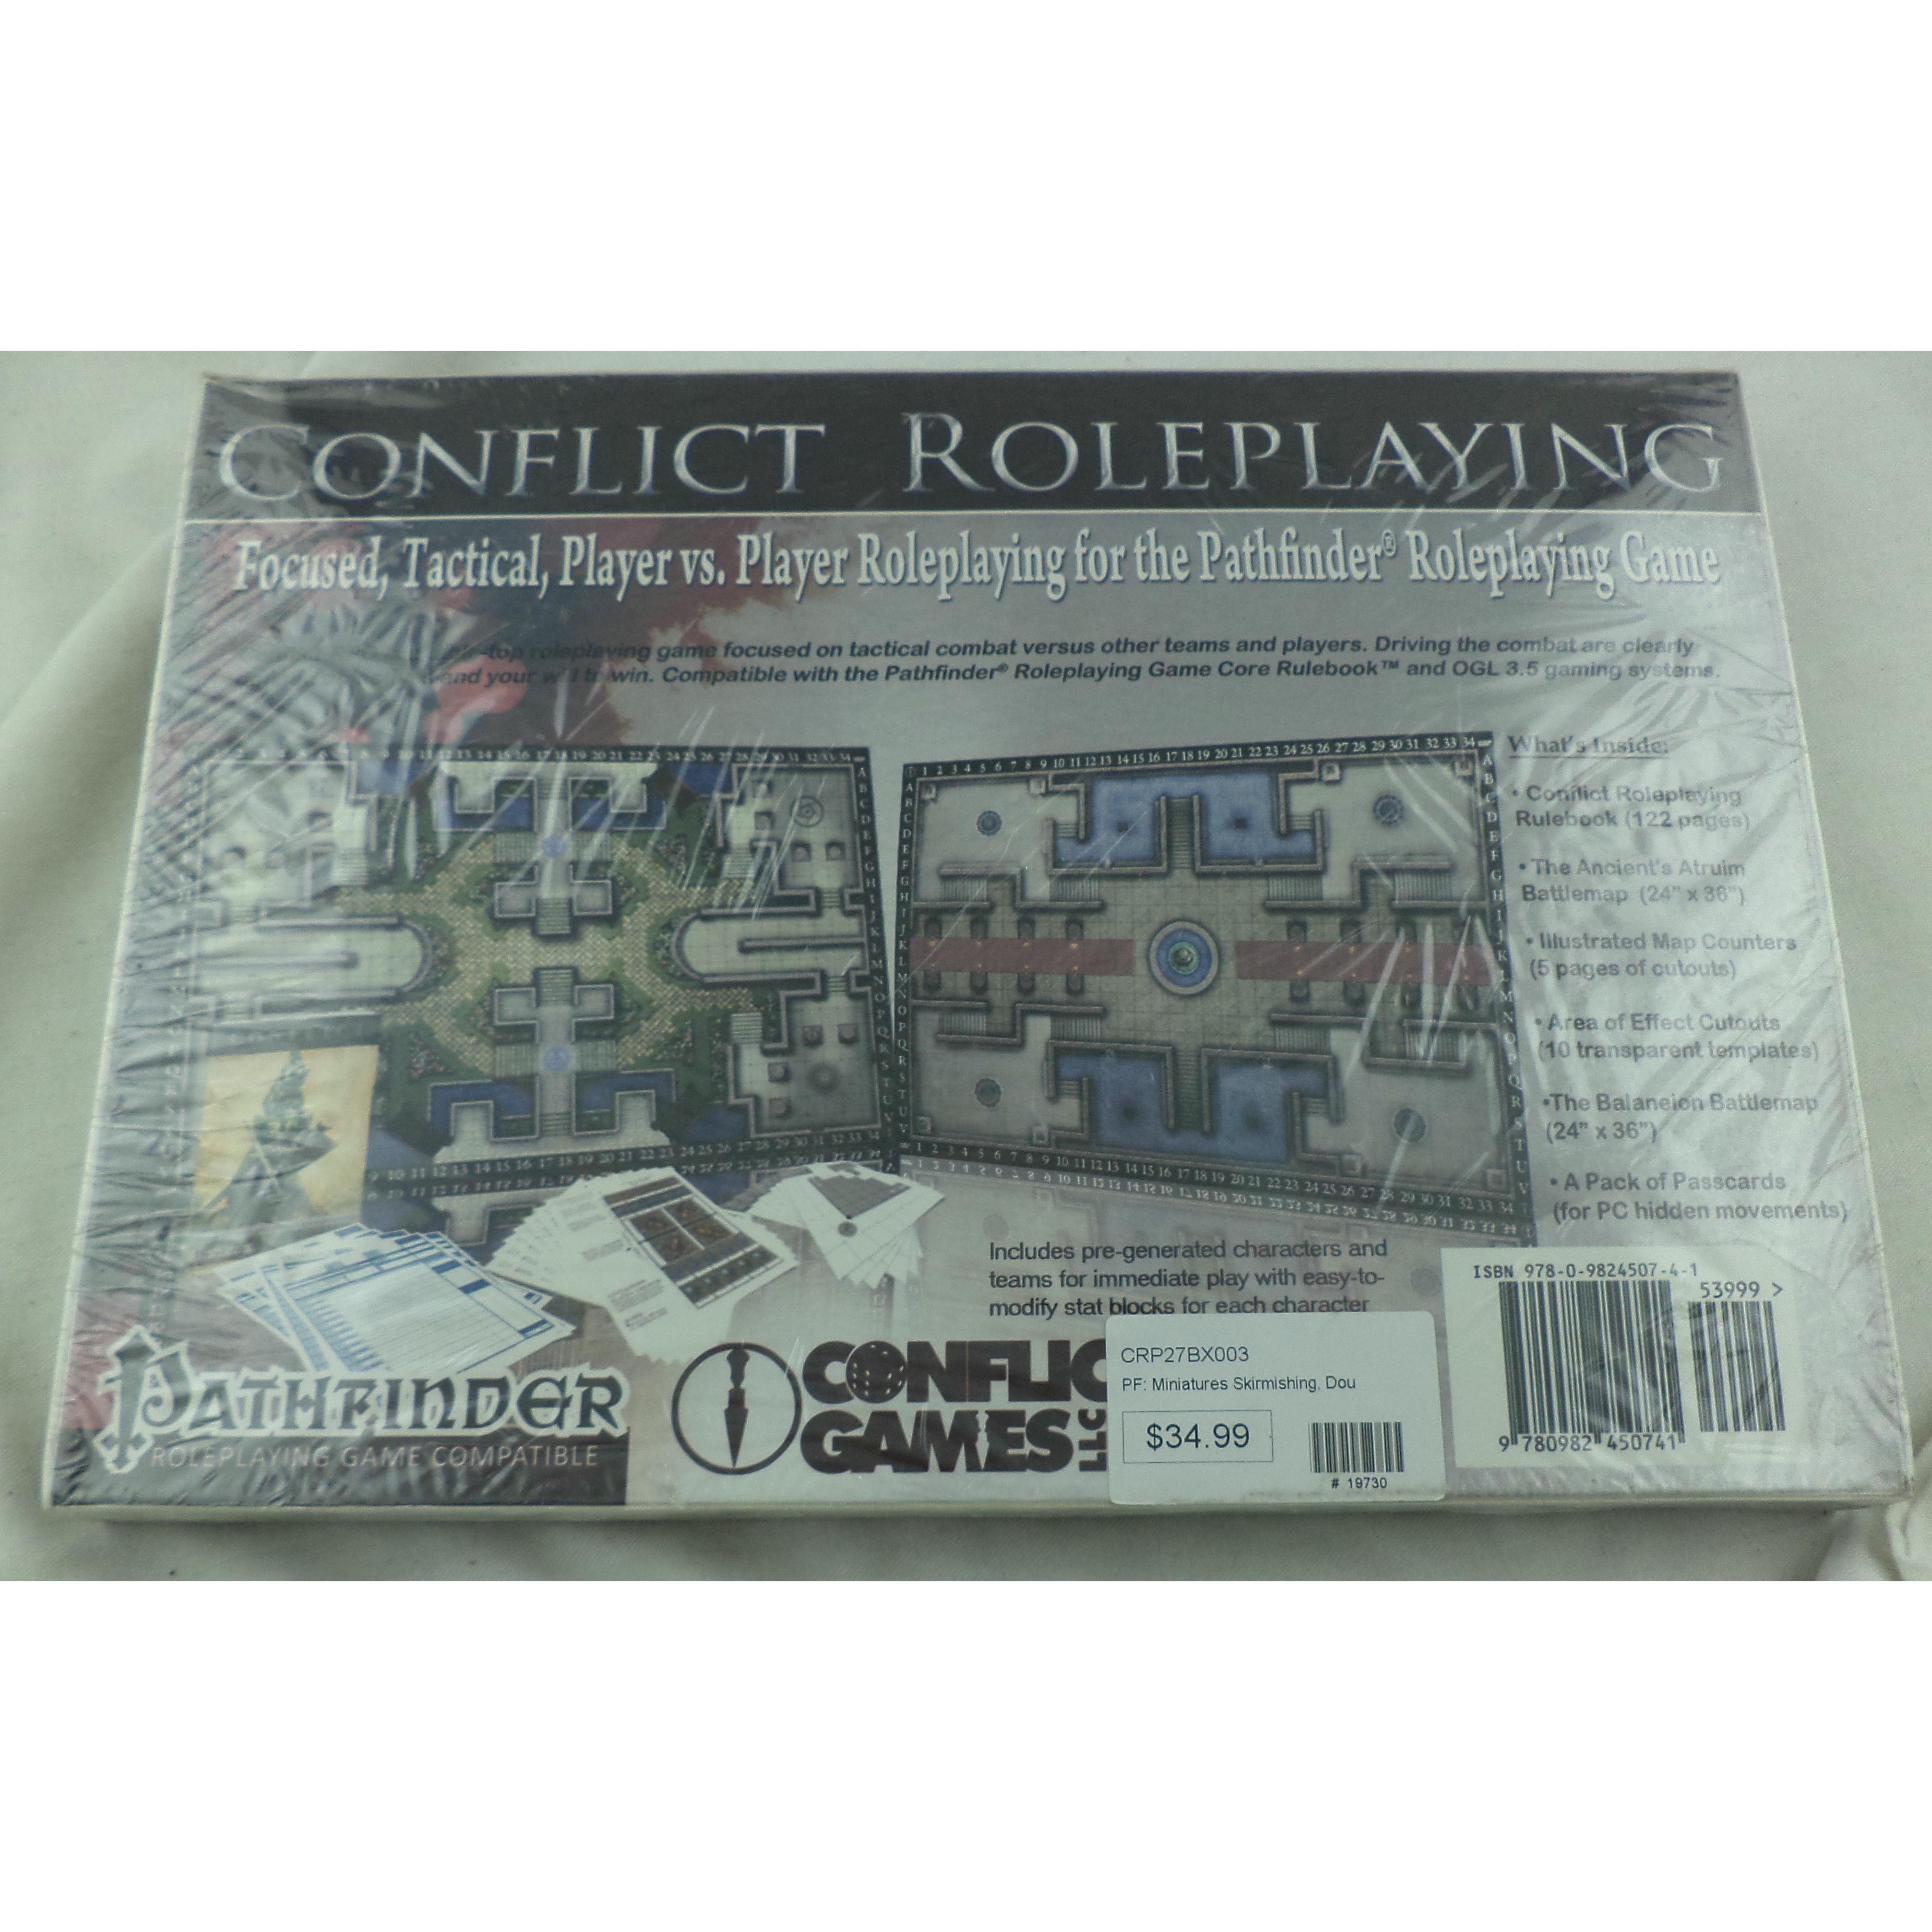 CONFLICT ROLEPLAYING
Focused, Tactical, Player vs. Player Roleplaying for the Pathfinder® Roleplaying Game
roleplaying game focused on tactical combat versus other teams and players. Driving the combat are clearly
and your will to win. Compatible with the Pathfinder® Roleplaying Game Core Rulebook™ and OGL 3.5 gaming systems.
What's Inside:
• Conflict Roleplaying
Rulebook (122 pages)
• The Ancient's Atruim
Battlemap (24" x 36")
• Illustrated Map Counters
(5 pages of cutouts)
• Area of Effect Cutouts
(10 transparent templates)
•The Balaneion Battlemap
(24" x 36")
• A Pack of Passcards
(for PC hidden movements)
Includes pre-generated characters and
teams for immediate play with easy-to-
modify stat blocks for each character
ISBN 978-0-9824507-4-1
53999 >
9 780982 450741
PATHFINDER
ROLEPLAYING GAME COMPATIBLE
CONFLIC
GAMES LLC
CRP27BX003
PF: Miniatures Skirmishing, Dou
$34.99
# 19730